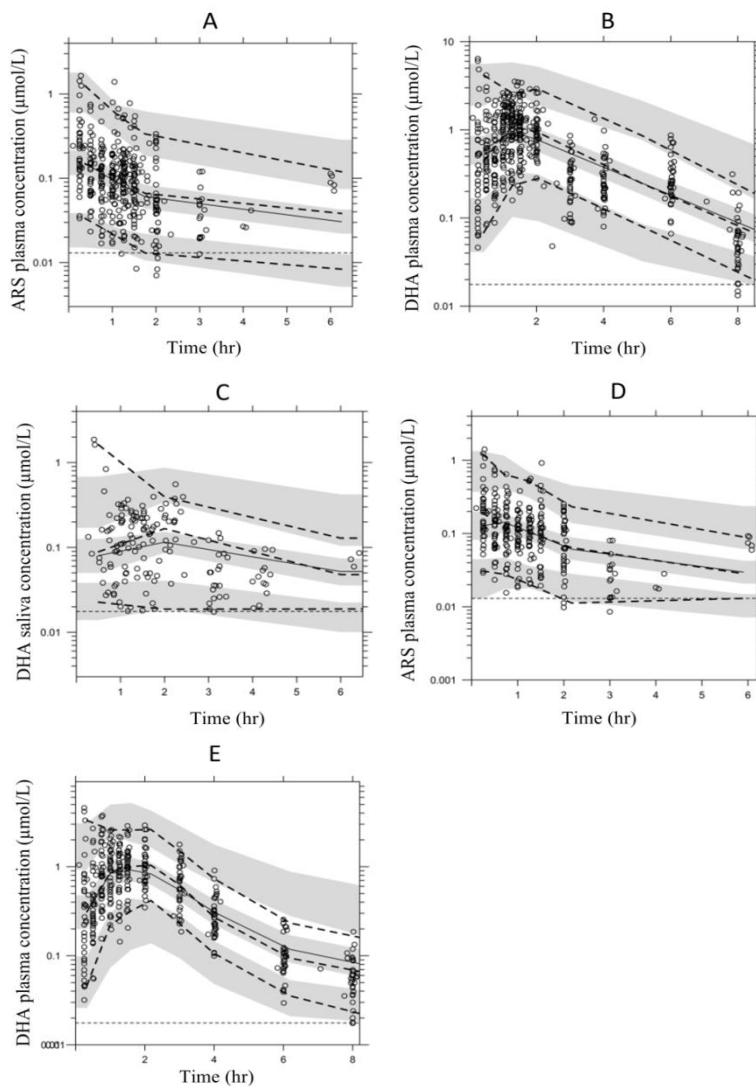 A
ARS plasma concentration (µmol/L)
1
0.1
0.01
1 2 3 4 5 6
Time (hr)
B
DHA plasma concentration (µmol/L)
10
1
0.1
0.01
2 4 6 8
Time (hr)
C
DHA saliva concentration (µmol/L)
1
0.1
0.01
1 2 3 4 5 6
Time (hr)
D
ARS plasma concentration (µmol/L)
1
0.1
0.01
0.001
1 2 3 4 5 6
Time (hr)
E
DHA plasma concentration (µmol/L)
1
0.1
2 4 6 8
Time (hr)